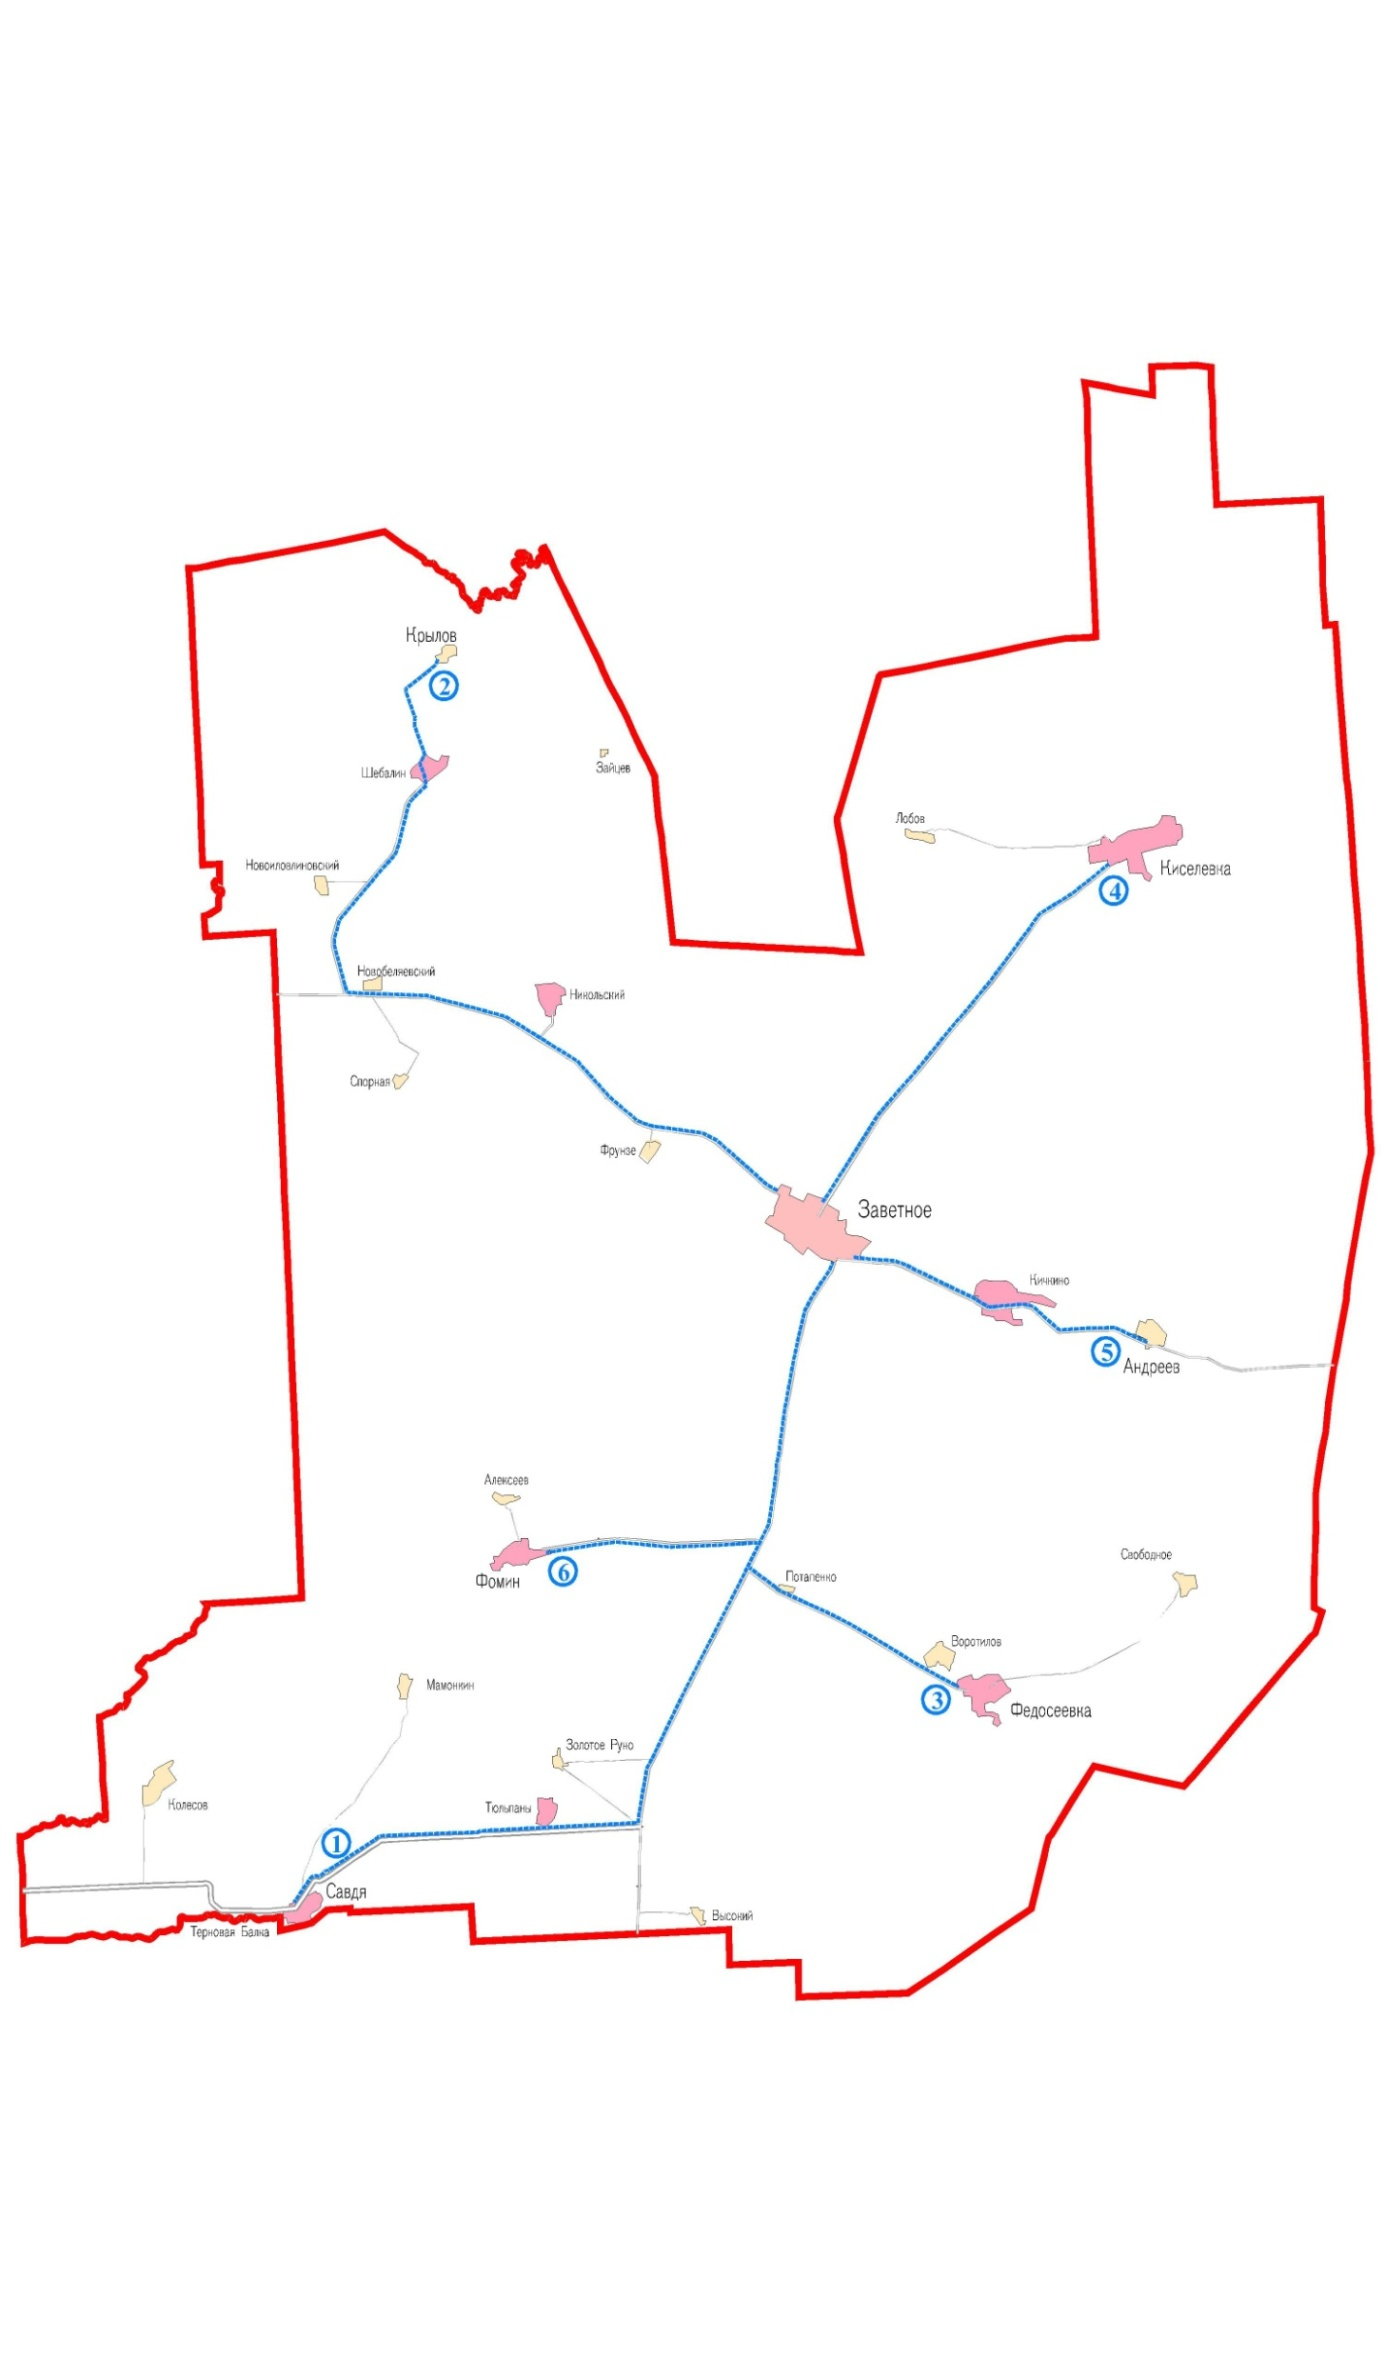 Крылов
2
Шебалин
Зайцев
Лобов
Киселевка
4
Новоиловлиновский
Новобеляевский
Никольский
Спорная
Фрунзе
Заветное
Кичкино
5
Андреев
Алексеев
Фомин
6
Потапенко
Свободное
Воротилов
3
Федосеевка
Мамонкин
Золотое Руно
Тюльпаны
Колесов
1
Савдя
Терновая Балка
Высокий